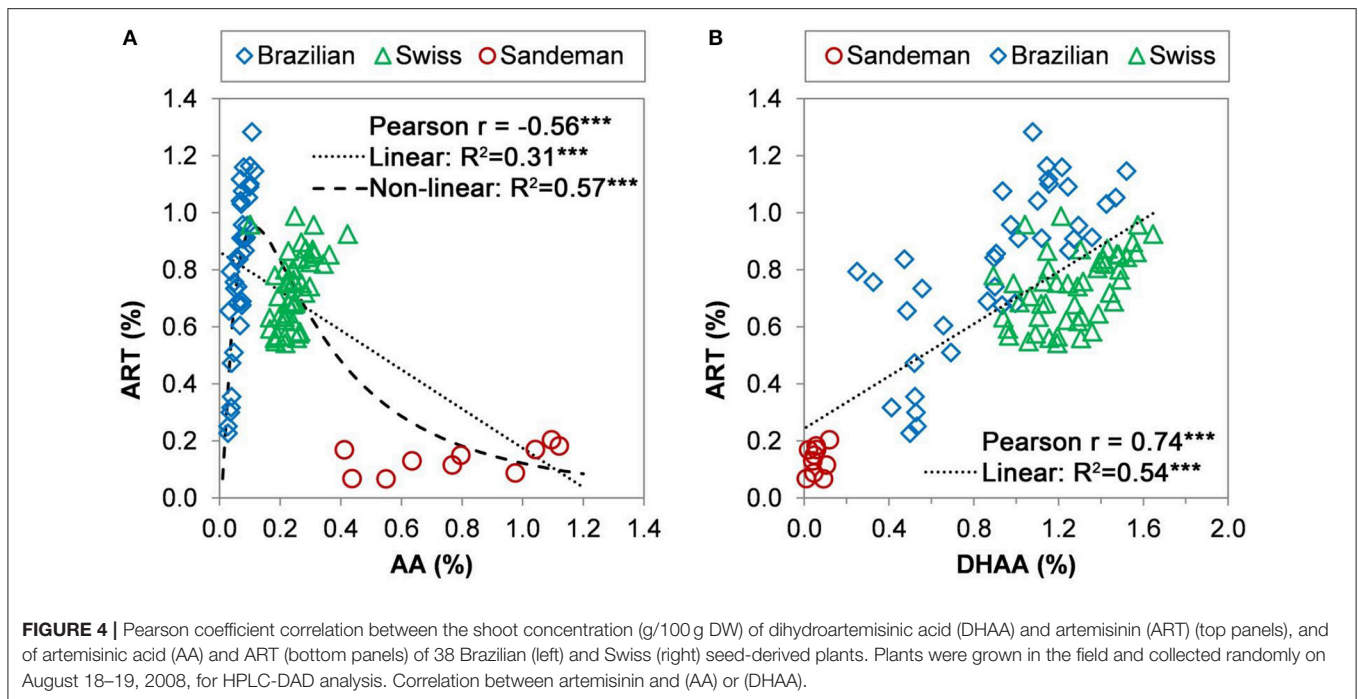 A
Brazilian Swiss Sandeman
ART (%)
1.4
1.2
1.0
0.8
0.6
0.4
0.2
0.0
Pearson r = -0.56***
Linear: R²=0.31***
Non-linear: R²=0.57***
0.0 0.2 0.4 0.6 0.8 1.0 1.2 1.4
AA (%)
B
Sandeman Brazilian Swiss
ART (%)
1.4
1.2
1.0
0.8
0.6
0.4
0.2
0.0
Pearson r = 0.74***
Linear: R²=0.54***
0.0 0.4 0.8 1.2 1.6 2.0
DHAA (%)
FIGURE 4 | Pearson coefficient correlation between the shoot concentration (g/100 g DW) of dihydroartemisinic acid (DHAA) and artemisinin (ART) (top panels), and
of artemisinic acid (AA) and ART (bottom panels) of 38 Brazilian (left) and Swiss (right) seed-derived plants. Plants were grown in the field and collected randomly on
August 18–19, 2008, for HPLC-DAD analysis. Correlation between artemisinin and (AA) or (DHAA).